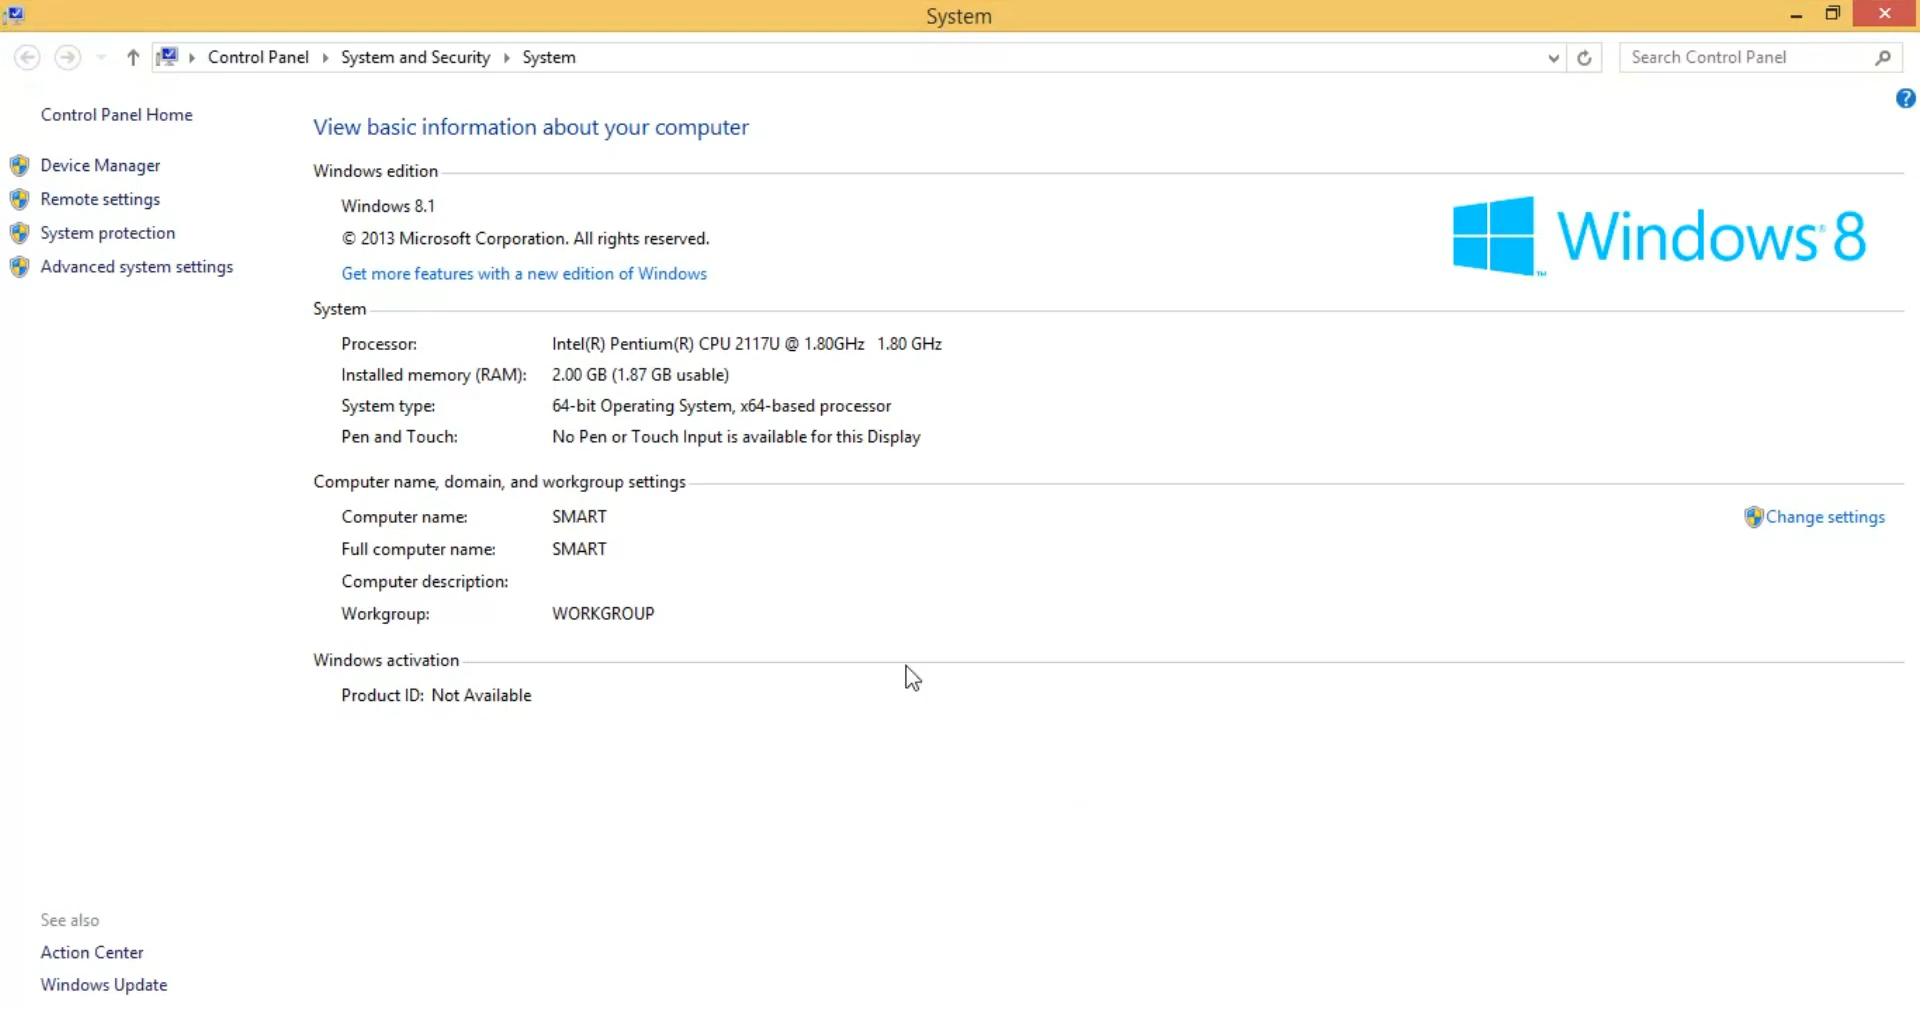 System
Control Panel System and Security System
Search Control Panel
Control Panel Home
Device Manager
Remote settings
System protection
Advanced system settings
View basic information about your computer
Windows edition
Windows 8.1
© 2013 Microsoft Corporation. All rights reserved.
Get more features with a new edition of Windows
Windows® 8
™
System
Processor: Intel(R) Pentium(R) CPU 2117U @ 1.80GHz 1.80 GHz
Installed memory (RAM): 2.00 GB (1.87 GB usable)
System type: 64-bit Operating System, x64-based processor
Pen and Touch: No Pen or Touch Input is available for this Display
Computer name, domain, and workgroup settings
Computer name: SMART
Change settings
Full computer name: SMART
Computer description:
Workgroup: WORKGROUP
Windows activation
Product ID: Not Available
See also
Action Center
Windows Update